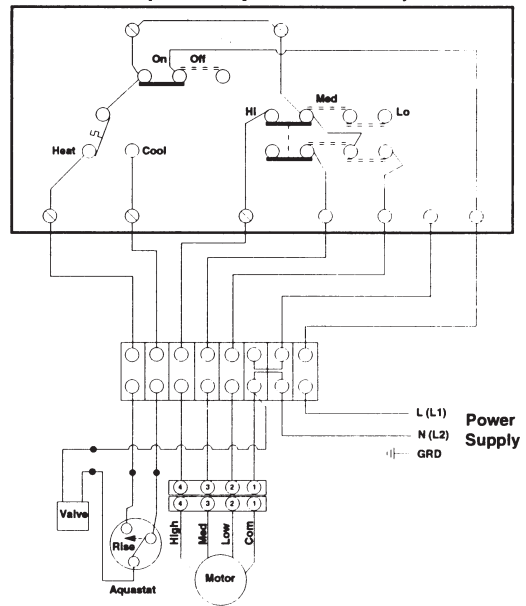 On Off
Hi Med Lo
Heat Cool
L (L1)
N (L2)
GRD
Power
Supply
Valve
Rise
Aquastat
4 3 2 1
4 3 2 1
High Med Low Com
Motor